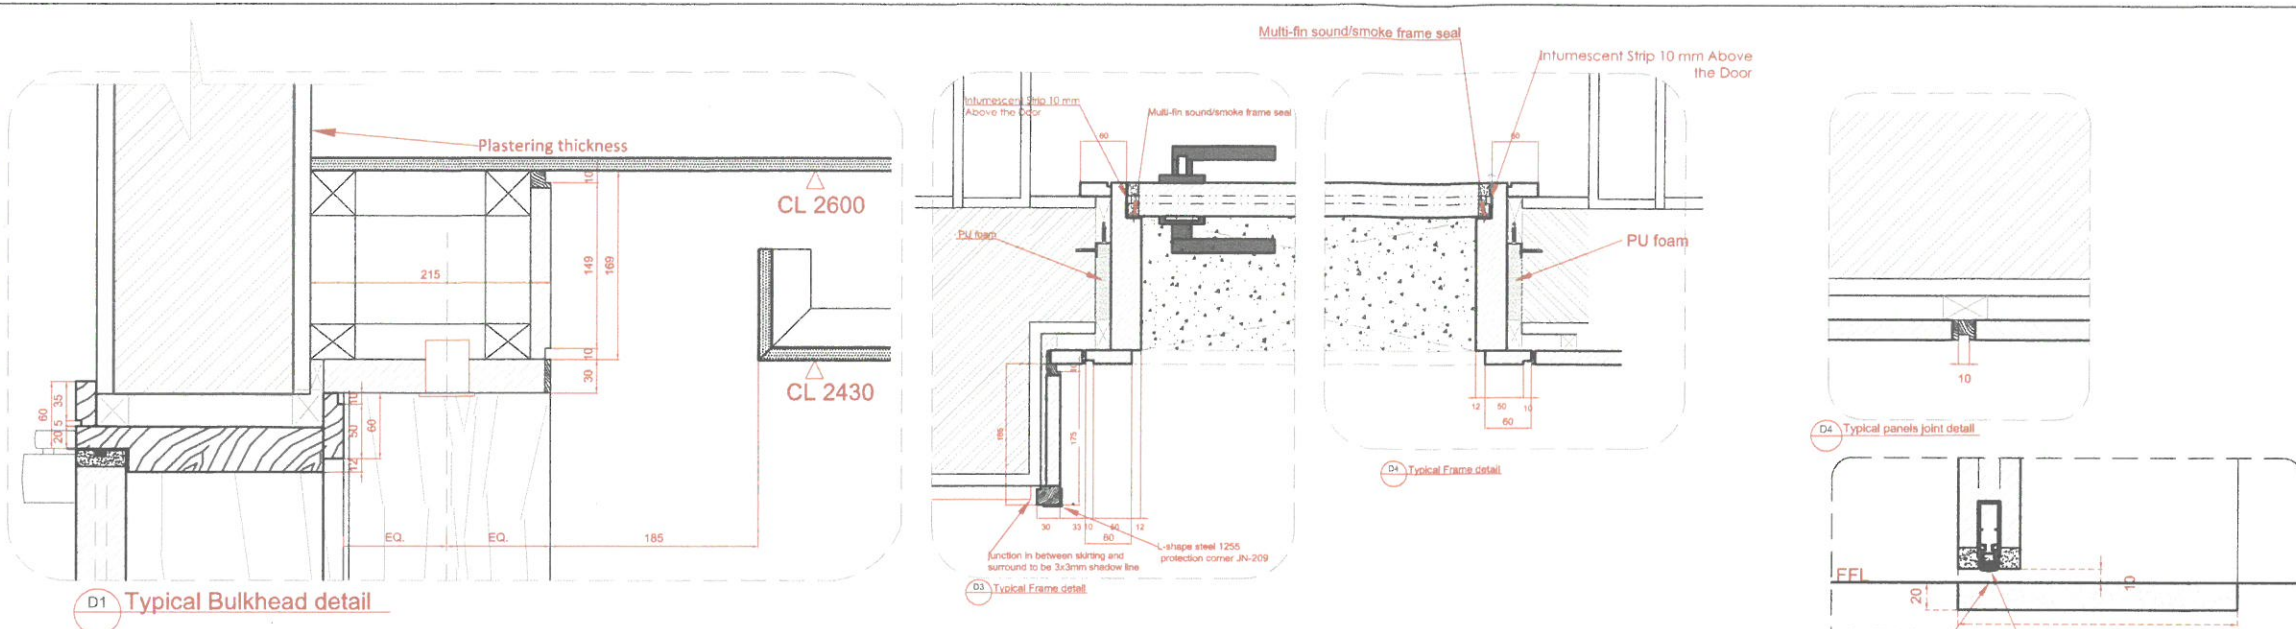 Plastering thickness
CL 2600
10
149
169
215
10
30
CL 2430
60
35
5
20
10
50
60
12
EQ.
EQ.
185
D1
Typical Bulkhead detail
Intumescent Strip 10 mm
Above the Door
Multi-fin sound/smoke frame seal
60
PU foam
175
30
33
10
60
12
60
Junction in between skirting and
surround to be 3x3mm shadow line
L-shape steel 1255
protection corner JN-209
D3
Typical Frame detail
Multi-fin sound/smoke frame seal
Intumescent Strip 10 mm Above
the Door
60
PU foam
12
50
10
60
D4
Typical Frame detail
10
D4
Typical panels joint detail
FFL
20
10